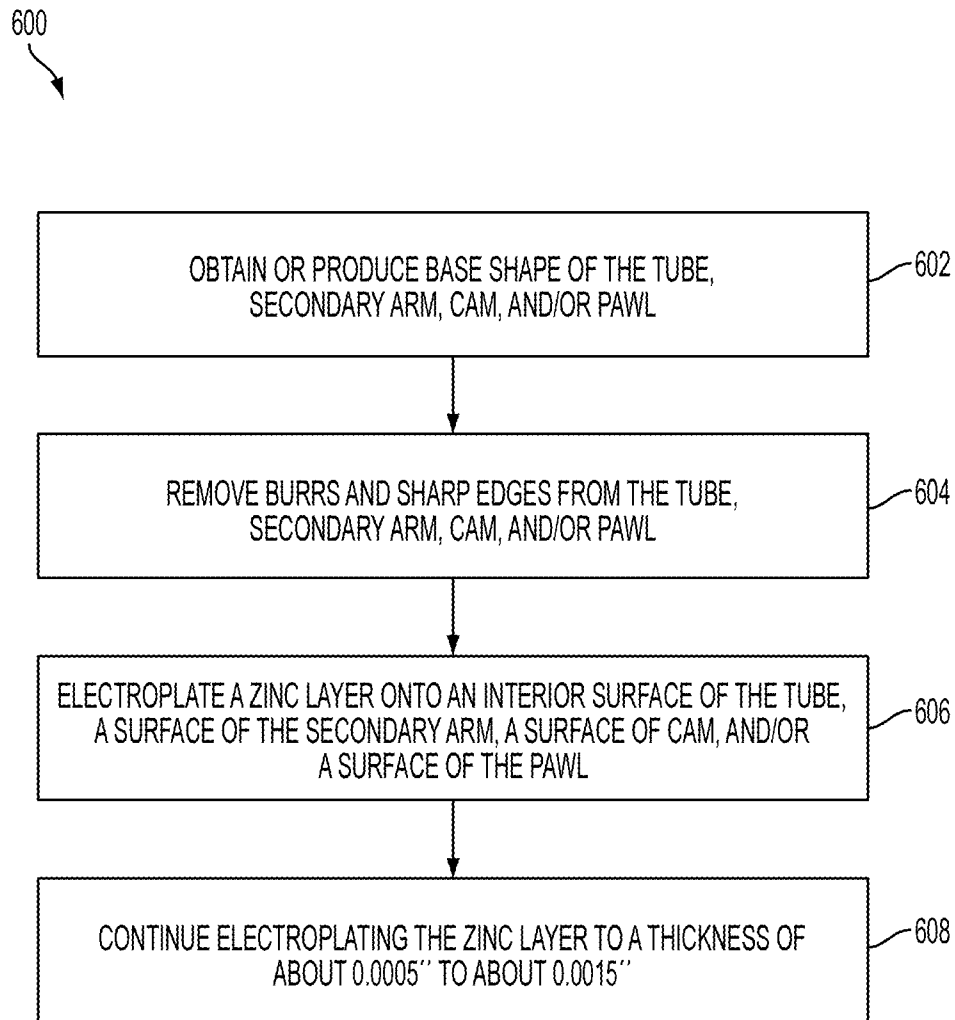 600
OBTAIN OR PRODUCE BASE SHAPE OF THE TUBE,
SECONDARY ARM, CAM, AND/OR PAWL
602
REMOVE BURRS AND SHARP EDGES FROM THE TUBE,
SECONDARY ARM, CAM, AND/OR PAWL
604
ELECTROPLATE A ZINC LAYER ONTO AN INTERIOR SURFACE OF THE TUBE,
A SURFACE OF THE SECONDARY ARM, A SURFACE OF CAM, AND/OR
A SURFACE OF THE PAWL
606
CONTINUE ELECTROPLATING THE ZINC LAYER TO A THICKNESS OF
ABOUT 0.0005´´ TO ABOUT 0.0015´´
608